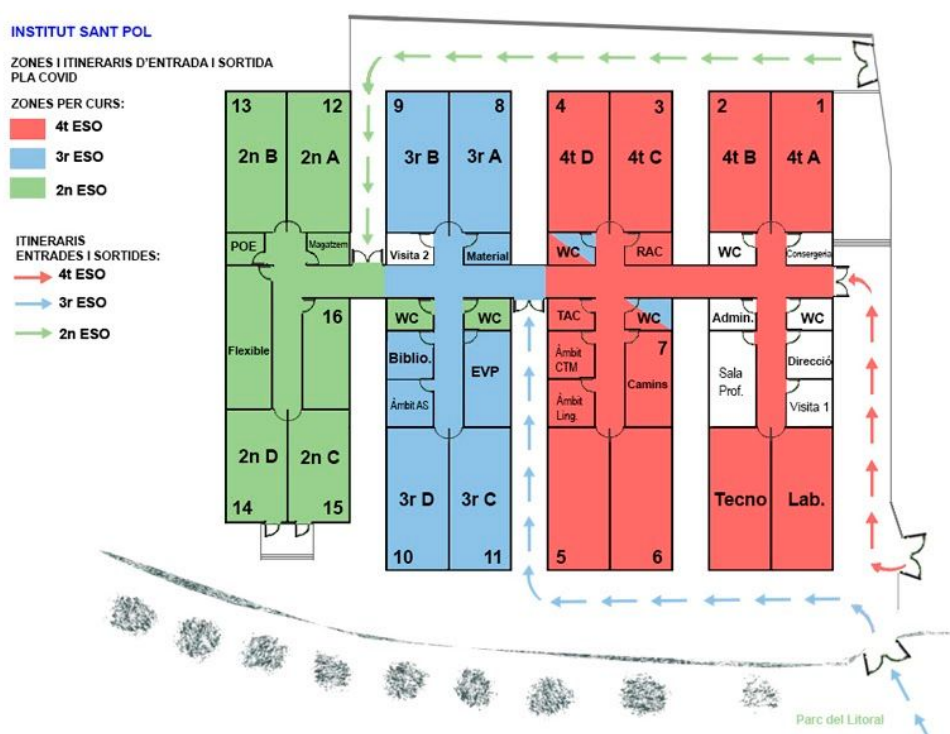 INSTITUT SANT POL
ZONES I ITINERARIS D'ENTRADA I SORTIDA
PLA COVID
ZONES PER CURS:
4t ESO
3r ESO
2n ESO
ITINERARIS
ENTRADES I SORTIDES:
4t ESO
3r ESO
2n ESO
13 12 9 8 4 3 2 1
2n B 2n A 3r B 3r A 4t D 4t C 4t B 4t A
POE Magatzem Visita 2 Material WC RAC WC Consergeria
16 WC WC TAC WC Admin. WC
Flexible Biblio. EVP Àmbit CTM 7 Camins Sala Prof. Direcció
Àmbit AS Àmbit Ling. Visita 1
2n D 2n C 3r D 3r C Tecno Lab.
14 15 10 11 5 6
Parc del Litoral